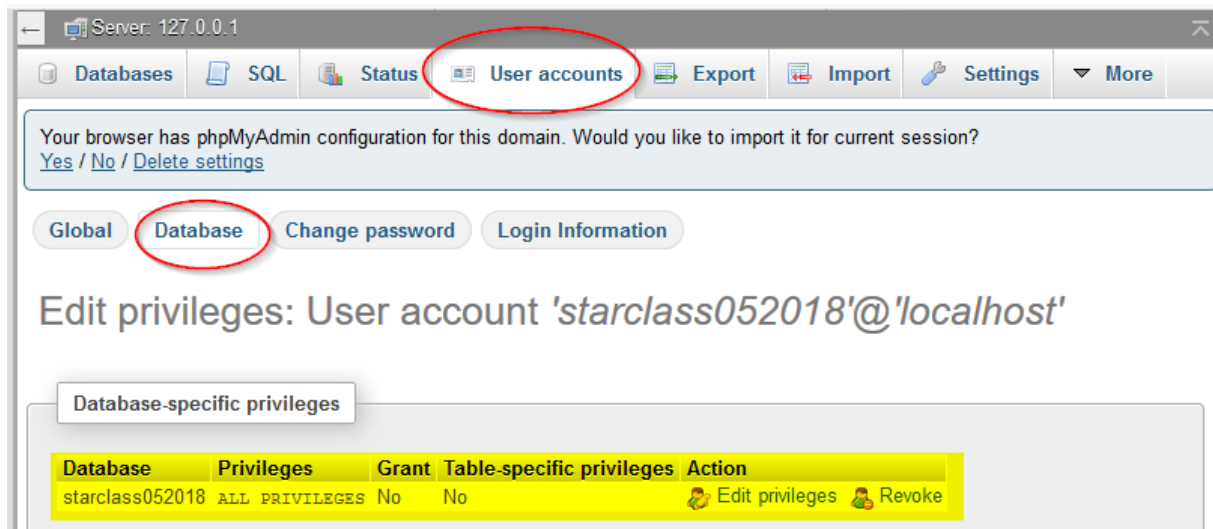 Server: 127.0.0.1
Databases SQL Status User accounts Export Import Settings More
Your browser has phpMyAdmin configuration for this domain. Would you like to import it for current session?
Yes / No / Delete settings
Global Database Change password Login Information
Edit privileges: User account 'starclass052018'@'localhost'
Database-specific privileges
Database Privileges Grant Table-specific privileges Action
starclass052018 ALL PRIVILEGES No No Edit privileges Revoke